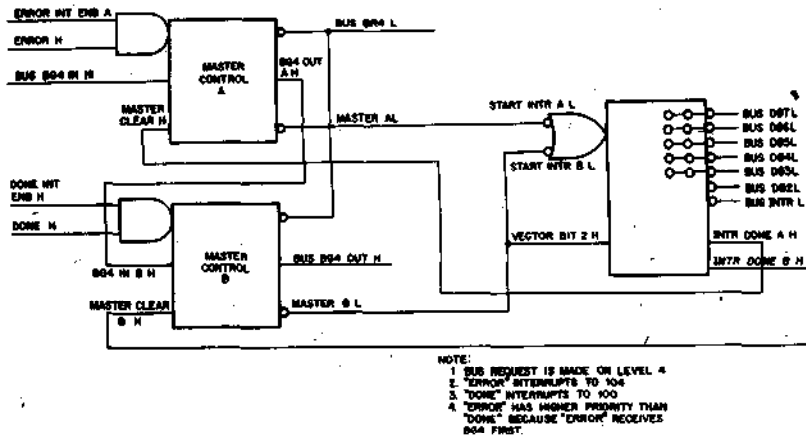 ERROR INT ENB A
ERROR H
BUS BG4 IN H
MASTER
CLEAR H
MASTER
CONTROL
A
BUS BR4 L
BG4 OUT
A H
MASTER AL
START INTR A L
START INTR B L
BUS D07L
BUS D06L
BUS D05L
BUS D04L
BUS D03L
BUS D02L
BUS INTR L
VECTOR BIT 2 H
INTR DONE A H
INTR DONE B H
DONE INT
ENB H
DONE H
BG4 IN B H
MASTER
CONTROL
B
BUS BG4 OUT H
MASTER CLEAR
B H
MASTER B L
NOTE:
1 BUS REQUEST IS MADE ON LEVEL 4
2. "ERROR" INTERRUPTS TO 104
3. "DONE" INTERRUPTS TO 100
4. "ERROR" HAS HIGHER PRIORITY THAN
"DONE" BECAUSE "ERROR" RECEIVES
BG4 FIRST.